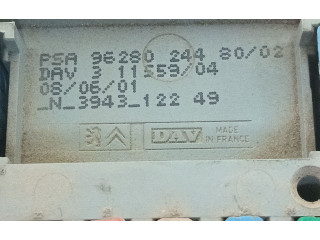 PSA 96280 244 80/02
DAV 3 11559/04
08/06/01
_N_3943_122 49
DAV MADE IN FRANCE